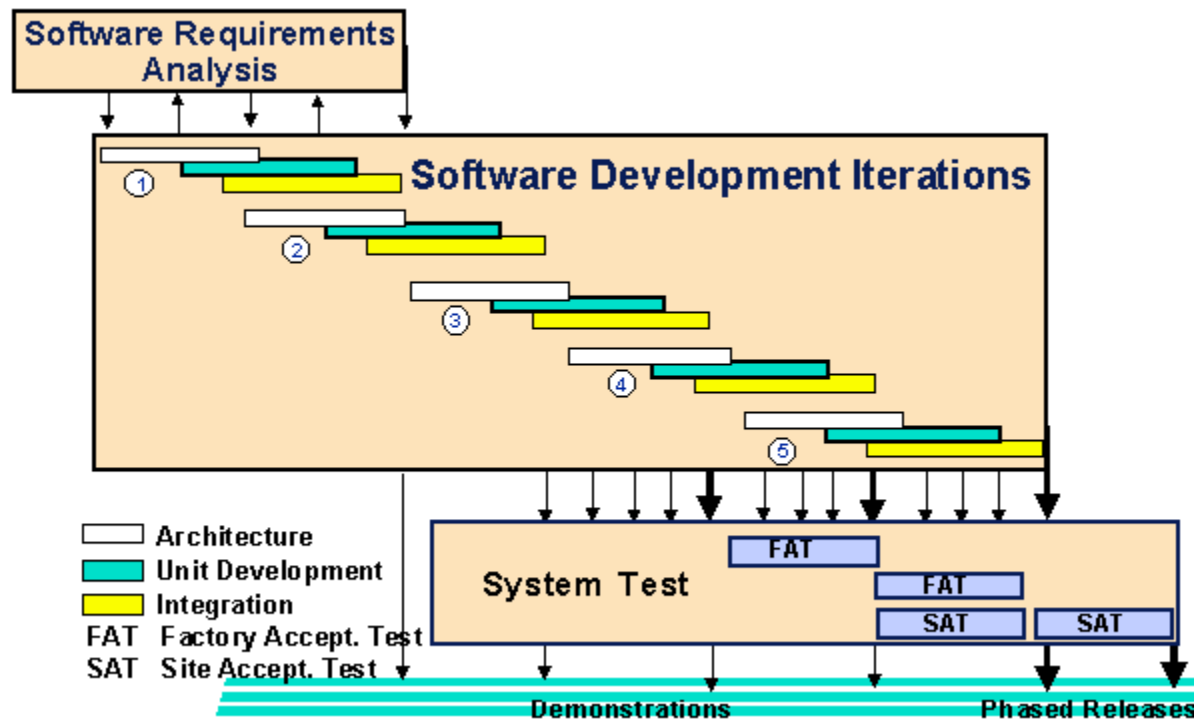 Software Requirements
Analysis
Software Development Iterations
1
2
3
4
5
Architecture
Unit Development
Integration
FAT Factory Accept. Test
SAT Site Accept. Test
System Test
FAT
FAT
SAT
SAT
Demonstrations
Phased Releases